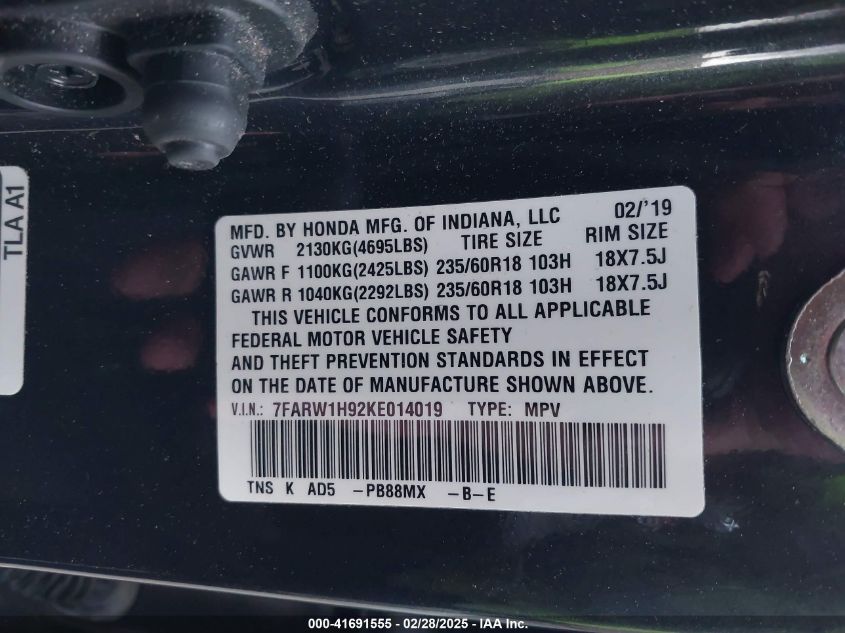 TLA A1
MFD. BY HONDA MFG. OF INDIANA, LLC 02/'19
GVWR 2130KG(4695LBS) TIRE SIZE RIM SIZE
GAWR F 1100KG(2425LBS) 235/60R18 103H 18X7.5J
GAWR R 1040KG(2292LBS) 235/60R18 103H 18X7.5J
THIS VEHICLE CONFORMS TO ALL APPLICABLE
FEDERAL MOTOR VEHICLE SAFETY
AND THEFT PREVENTION STANDARDS IN EFFECT
ON THE DATE OF MANUFACTURE SHOWN ABOVE.
V.I.N.: 7FARW1H92KE014019 TYPE: MPV
TNS K AD5 -PB88MX -B-E
000-41691555 - 02/28/2025 - IAA Inc.